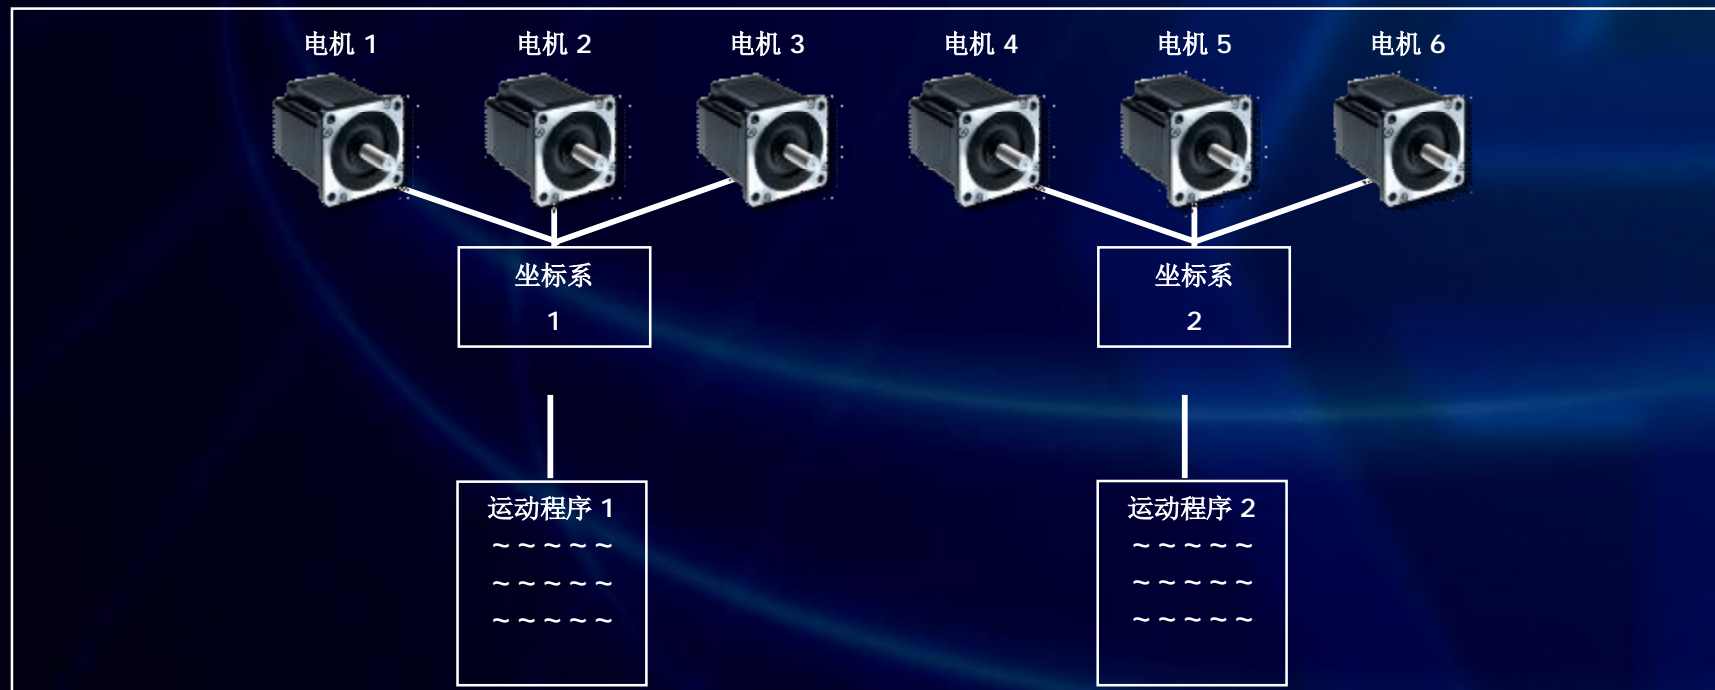 电机 1
电机 2
电机 3
电机 4
电机 5
电机 6
坐标系
1
坐标系
2
运动程序 1
~ ~ ~ ~ ~
~ ~ ~ ~ ~
~ ~ ~ ~ ~
运动程序 2
~ ~ ~ ~ ~
~ ~ ~ ~ ~
~ ~ ~ ~ ~